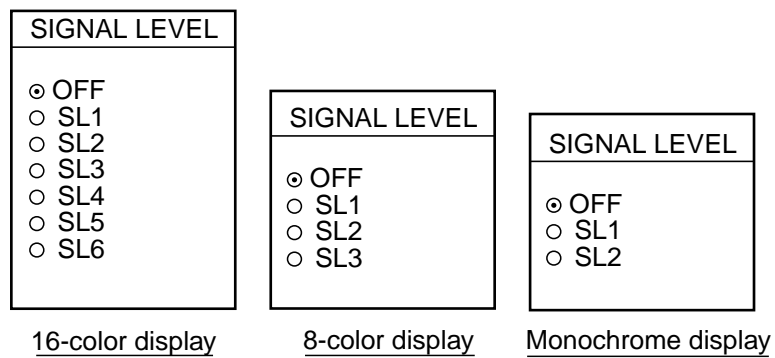 SIGNAL LEVEL
OFF
SL1
SL2
SL3
SL4
SL5
SL6
16-color display
SIGNAL LEVEL
OFF
SL1
SL2
SL3
8-color display
SIGNAL LEVEL
OFF
SL1
SL2
Monochrome display